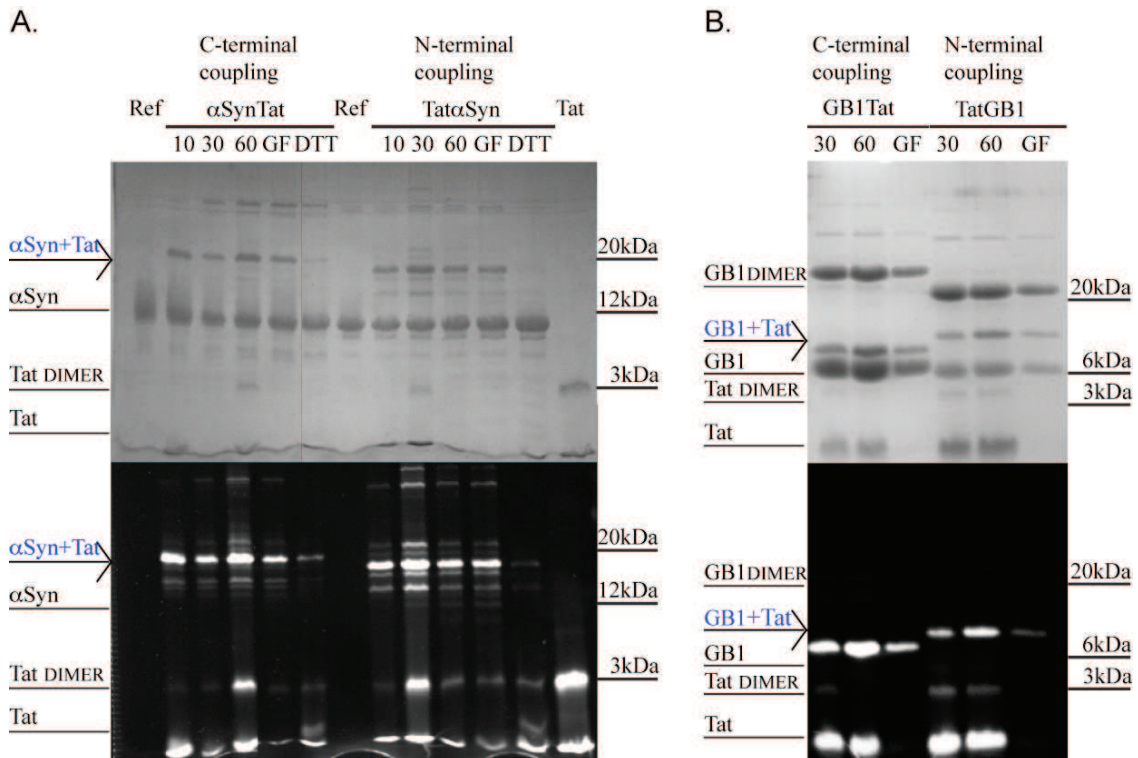 A.
C-terminal
coupling
N-terminal
coupling
Ref αSynTat Ref TatαSyn Tat
10 30 60 GF DTT 10 30 60 GF DTT
αSyn+Tat
αSyn
Tat DIMER
Tat
20kDa
12kDa
3kDa
αSyn+Tat
αSyn
Tat DIMER
Tat
20kDa
12kDa
3kDa
B.
C-terminal
coupling
N-terminal
coupling
GB1Tat TatGB1
30 60 GF 30 60 GF
GB1DIMER
GB1+Tat
GB1
Tat DIMER
Tat
20kDa
6kDa
3kDa
GB1DIMER
GB1+Tat
GB1
Tat DIMER
Tat
20kDa
6kDa
3kDa